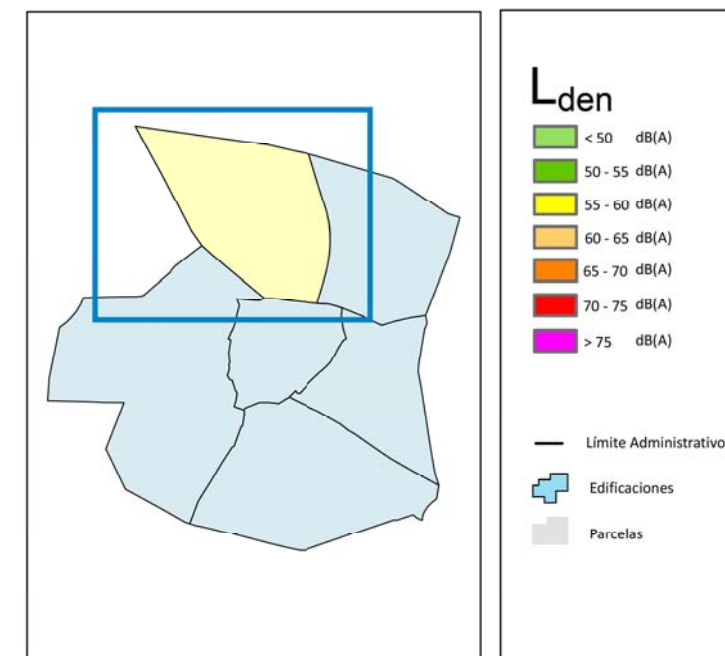 Lden
< 50 dB(A)
50 - 55 dB(A)
55 - 60 dB(A)
60 - 65 dB(A)
65 - 70 dB(A)
70 - 75 dB(A)
> 75 dB(A)
Límite Administrativo
Edificaciones
Parcelas